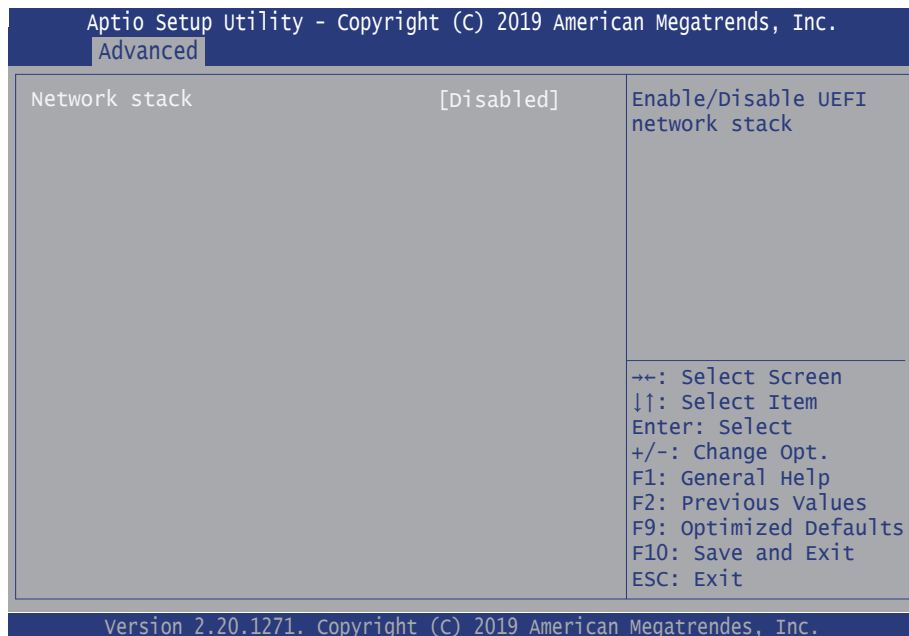 Aptio Setup Utility - Copyright (C) 2019 American Megatrends, Inc.
Advanced
Network stack [Disabled]
Enable/Disable UEFI
network stack
→←: Select Screen
↓↑: Select Item
Enter: Select
+/-: Change Opt.
F1: General Help
F2: Previous Values
F9: Optimized Defaults
F10: Save and Exit
ESC: Exit
Version 2.20.1271. Copyright (C) 2019 American Megatrendes, Inc.